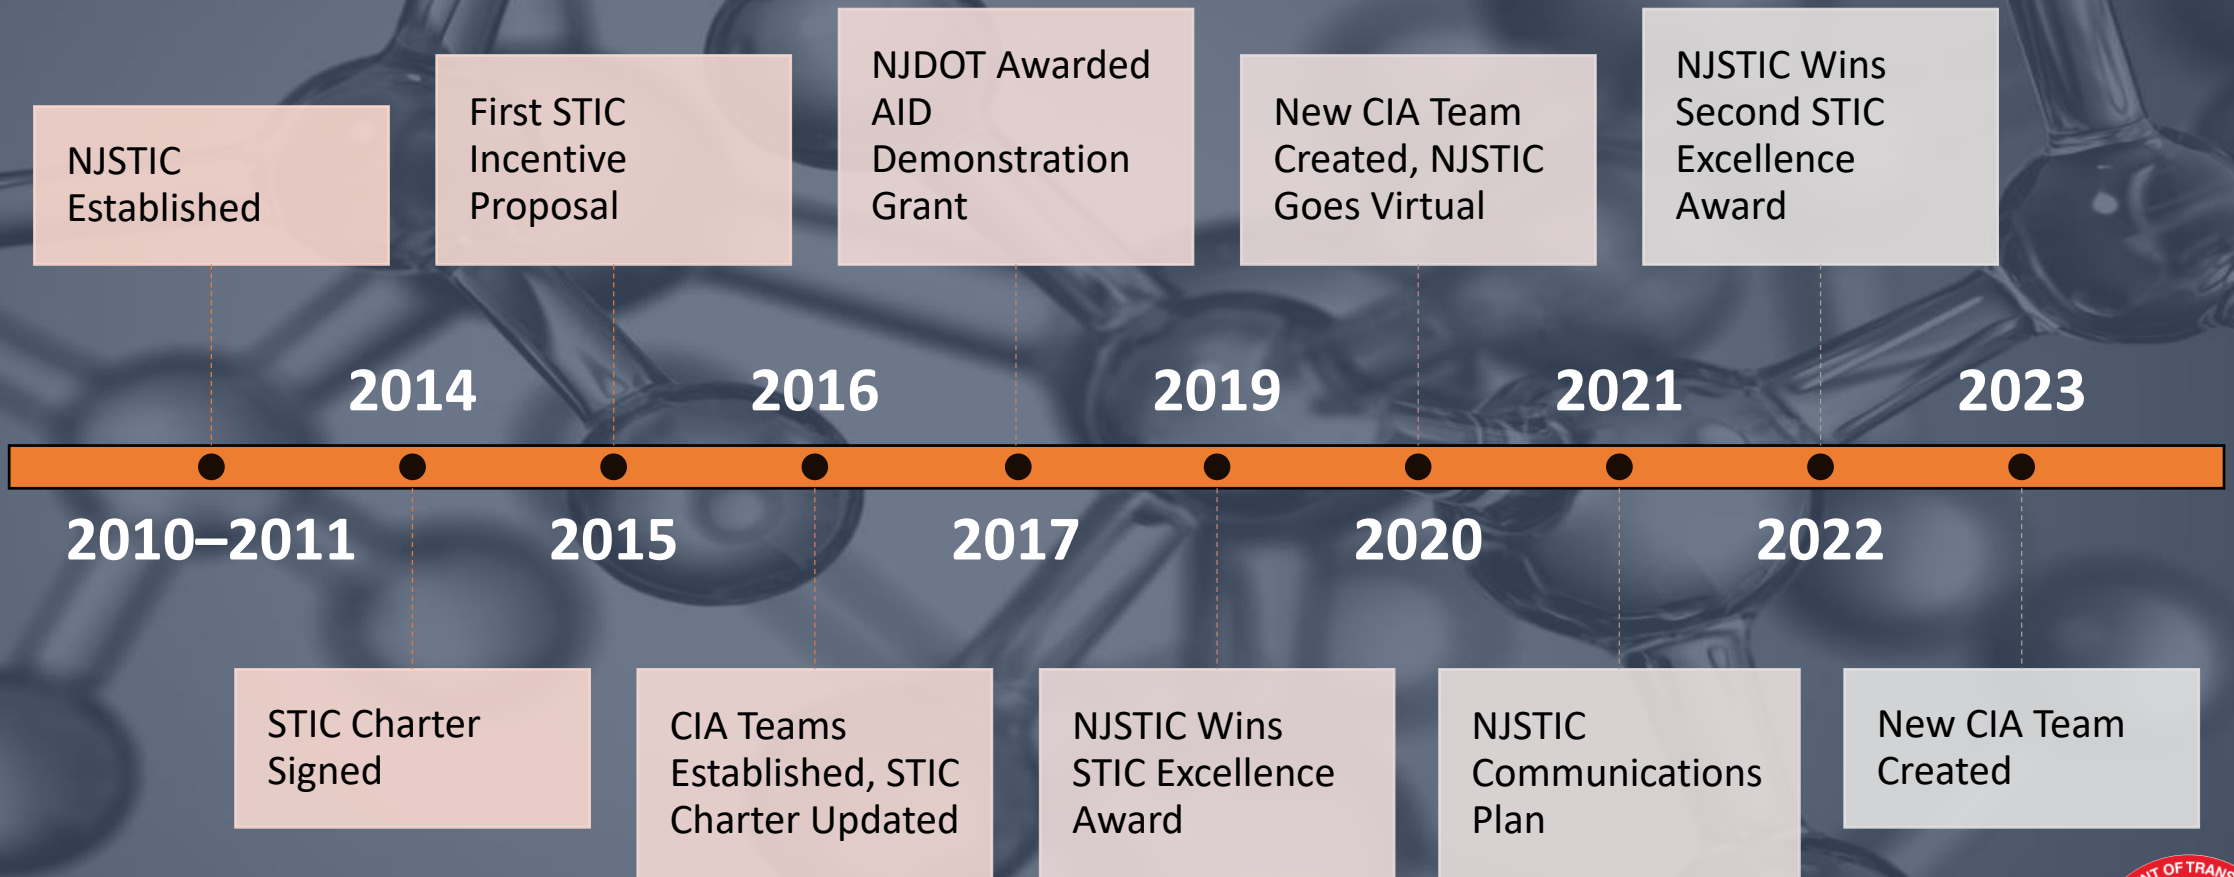 NJSTIC
Established
First STIC
Incentive
Proposal
NJDOT Awarded
AID
Demonstration
Grant
New CIA Team
Created, NJSTIC
Goes Virtual
NJSTIC Wins
Second STIC
Excellence
Award
2014
2016
2019
2021
2023
2010–2011
2015
2017
2020
2022
STIC Charter
Signed
CIA Teams
Established, STIC
Charter Updated
NJSTIC Wins
STIC Excellence
Award
NJSTIC
Communications
Plan
New CIA Team
Created
OF TRANS